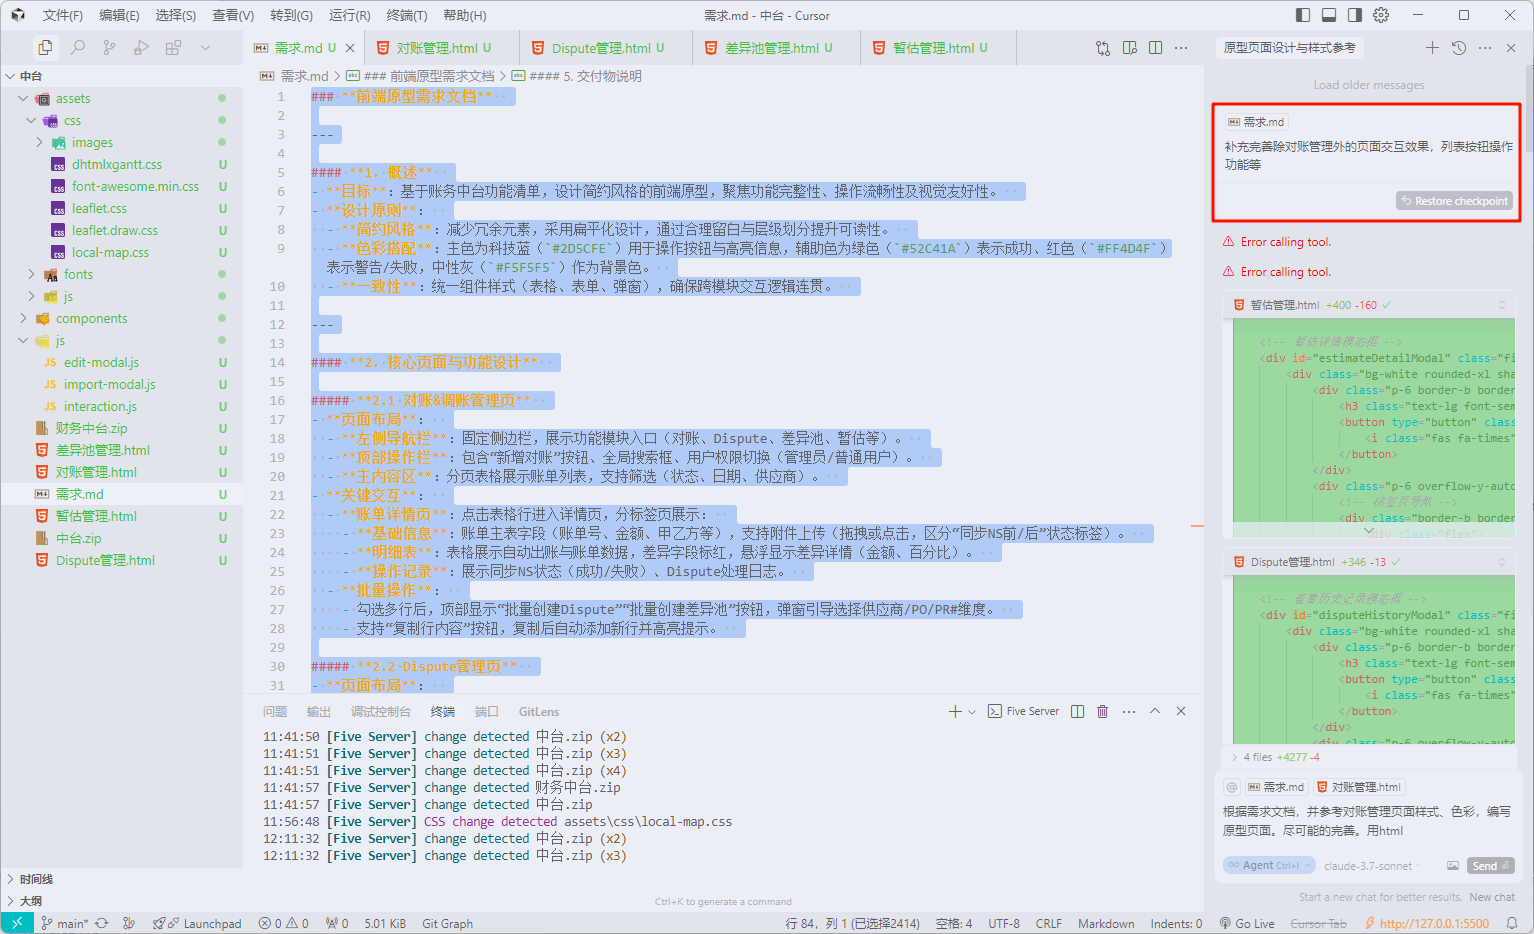 文件(F) 编辑(E) 选择(S) 查看(V) 转到(G) 运行(R) 终端(T) 帮助(H) 需求.md - 中台 - Cursor
需求.md U 对账管理.html U Dispute管理.html U 差异池管理.html U 暂估管理.html U 原型页面设计与样式参考
中台
assets
css
images
dhtmlxgantt.css U
font-awesome.min.css U
leaflet.css U
leaflet.draw.css U
local-map.css U
fonts
js
components
js
JS edit-modal.js U
JS import-modal.js U
JS interaction.js U
财务中台.zip U
差异池管理.html U
对账管理.html U
需求.md U
暂估管理.html U
中台.zip U
Dispute管理.html U
时间线
大纲
需求.md > ### 前端原型需求文档 > #### 5. 交付物说明
1 ### **前端原型需求文档**
2
3 ---
4
5 #### **1. 概述**
6 - **目标**：基于账务中台功能清单，设计简约风格的前端原型，聚焦功能完整性、操作流畅性及视觉友好性。
7 - **设计原则**：
8 - **简约风格**：减少冗余元素，采用扁平化设计，通过合理留白与层级划分提升可读性。
9 - **色彩搭配**：主色为科技蓝（`#2D5CFE`）用于操作按钮与高亮信息，辅助色为绿色（`#52C41A`）表示成功、红色（`#FF4D4F`）
表示警告/失败，中性灰（`#F5F5F5`）作为背景色。
10 - **一致性**：统一组件样式（表格、表单、弹窗），确保跨模块交互逻辑连贯。
11
12 ---
13
14 #### **2. 核心页面与功能设计**
15
16 ##### **2.1 对账&调账管理页**
17 - **页面布局**：
18 - **左侧导航栏**：固定侧边栏，展示功能模块入口（对账、Dispute、差异池、暂估等）。
19 - **顶部操作栏**：包含“新增对账”按钮、全局搜索框、用户权限切换（管理员/普通用户）。
20 - **主内容区**：分页表格展示账单列表，支持筛选（状态、日期、供应商）。
21 - **关键交互**：
22 - **账单详情页**：点击表格行进入详情页，分标签页展示：
23 - **基础信息**：账单主表字段（账单号、金额、甲乙方等），支持附件上传（拖拽或点击，区分“同步NS前/后”状态标签）。
24 - **明细表**：表格展示自动出账与账单数据，差异字段标红，悬浮显示差异详情（金额、百分比）。
25 - **操作记录**：展示同步NS状态（成功/失败）、Dispute处理日志。
26 - **批量操作**：
27 - 勾选多行后，顶部显示“批量创建Dispute”“批量创建差异池”按钮，弹窗引导选择供应商/PO/PR#维度。
28 - 支持“复制行内容”按钮，复制后自动添加新行并高亮提示。
29
30 ##### **2.2 Dispute管理页**
31 - **页面布局**：
问题 输出 调试控制台 终端 端口 GitLens Five Server
11:41:50 [Five Server] change detected 中台.zip (x2)
11:41:51 [Five Server] change detected 中台.zip (x3)
11:41:51 [Five Server] change detected 中台.zip (x4)
11:41:57 [Five Server] change detected 财务中台.zip
11:41:57 [Five Server] change detected 中台.zip
11:56:48 [Five Server] CSS change detected assets\css\local-map.css
12:11:32 [Five Server] change detected 中台.zip (x2)
12:11:32 [Five Server] change detected 中台.zip (x3)
Ctrl+K to generate a command
Load older messages
需求.md
补充完善除对账管理外的页面交互效果，列表按钮操作
功能等
Restore checkpoint
Error calling tool.
Error calling tool.
暂估管理.html +400 -160
<!-- 暂估详情模态框 -->
<div id="estimateDetailModal" class="fi
<div class="bg-white rounded-xl sha
<div class="p-6 border-b border
<h3 class="text-lg font-sem
<button type="button" class
<i class="fas fa-times"
</button>
</div>
<div class="p-6 overflow-y-auto
<!-- 标签页导航 -->
<div class="border-b border
<div class="flex">
Dispute管理.html +346 -13
<!-- 查看历史记录模态框 -->
<div id="disputeHistoryModal" class="fi
<div class="bg-white rounded-xl sha
<div class="p-6 border-b border
<h3 class="text-lg font-sem
<button type="button" class
<i class="fas fa-times"
</button>
</div>
<div class="p-6 overflow-y-auto
4 files +4277 -4
@ 需求.md 对账管理.html
根据需求文档，并参考对账管理页面样式、色彩，编写
原型页面。尽可能的完善。用html
Agent Ctrl+I claude-3.7-sonnet Send
Start a new chat for better results. New chat
main* Launchpad 0 0 0 5.01 KiB Git Graph 行 84，列 1 (已选择2414) 空格: 4 UTF-8 CRLF Markdown Indents: 0 Go Live Cursor Tab http://127.0.0.1:5500